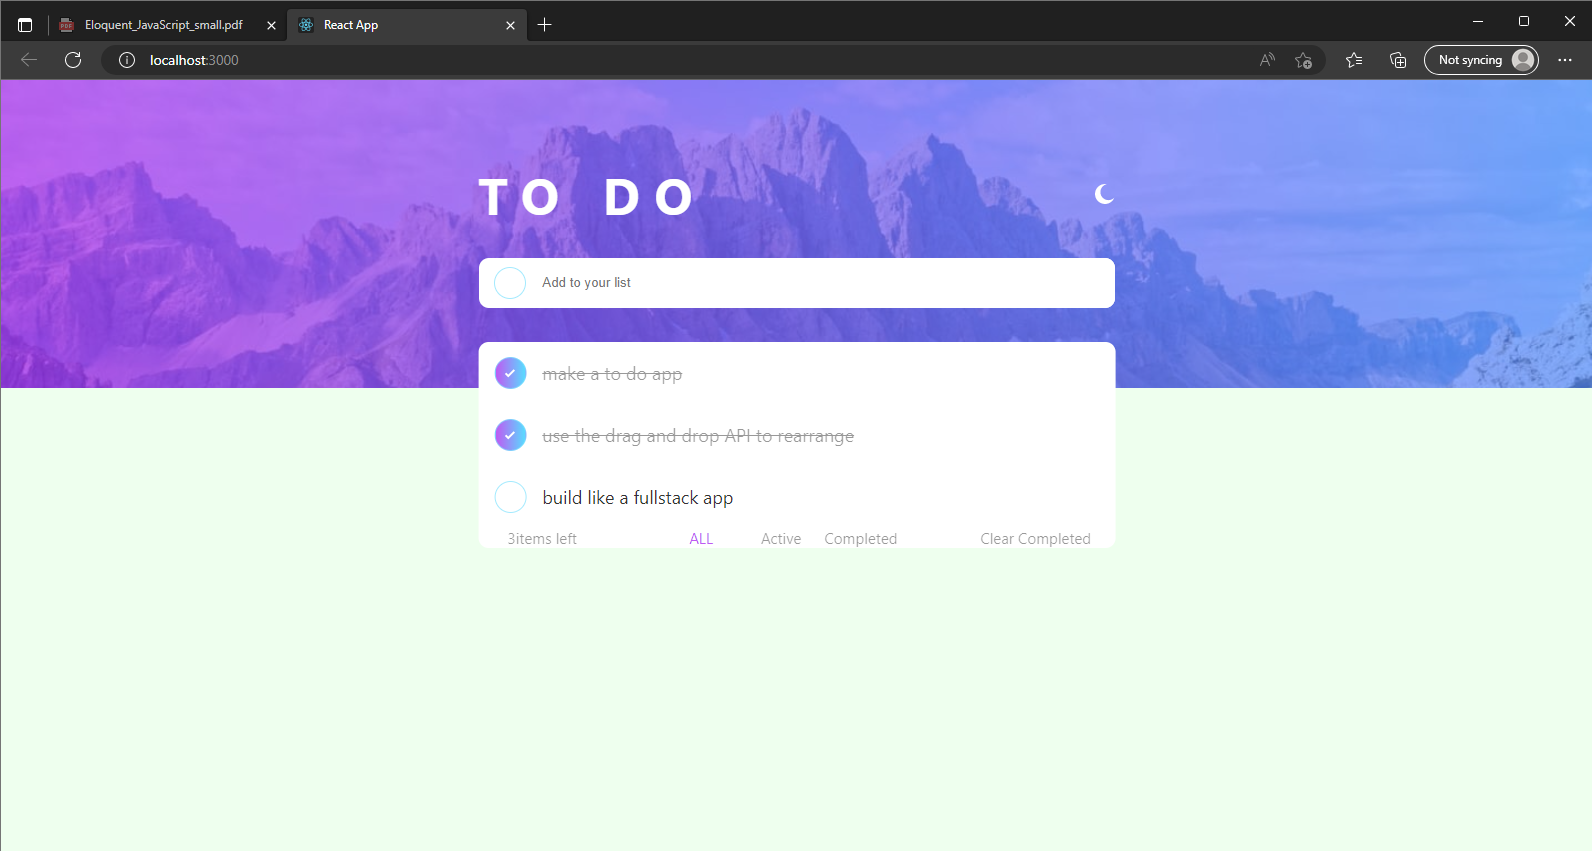 Eloquent_JavaScript_small.pdf
React App
localhost:3000
Not syncing
TO DO
Add to your list
make a to do app
use the drag and drop API to rearrange
build like a fullstack app
3items left ALL Active Completed Clear Completed